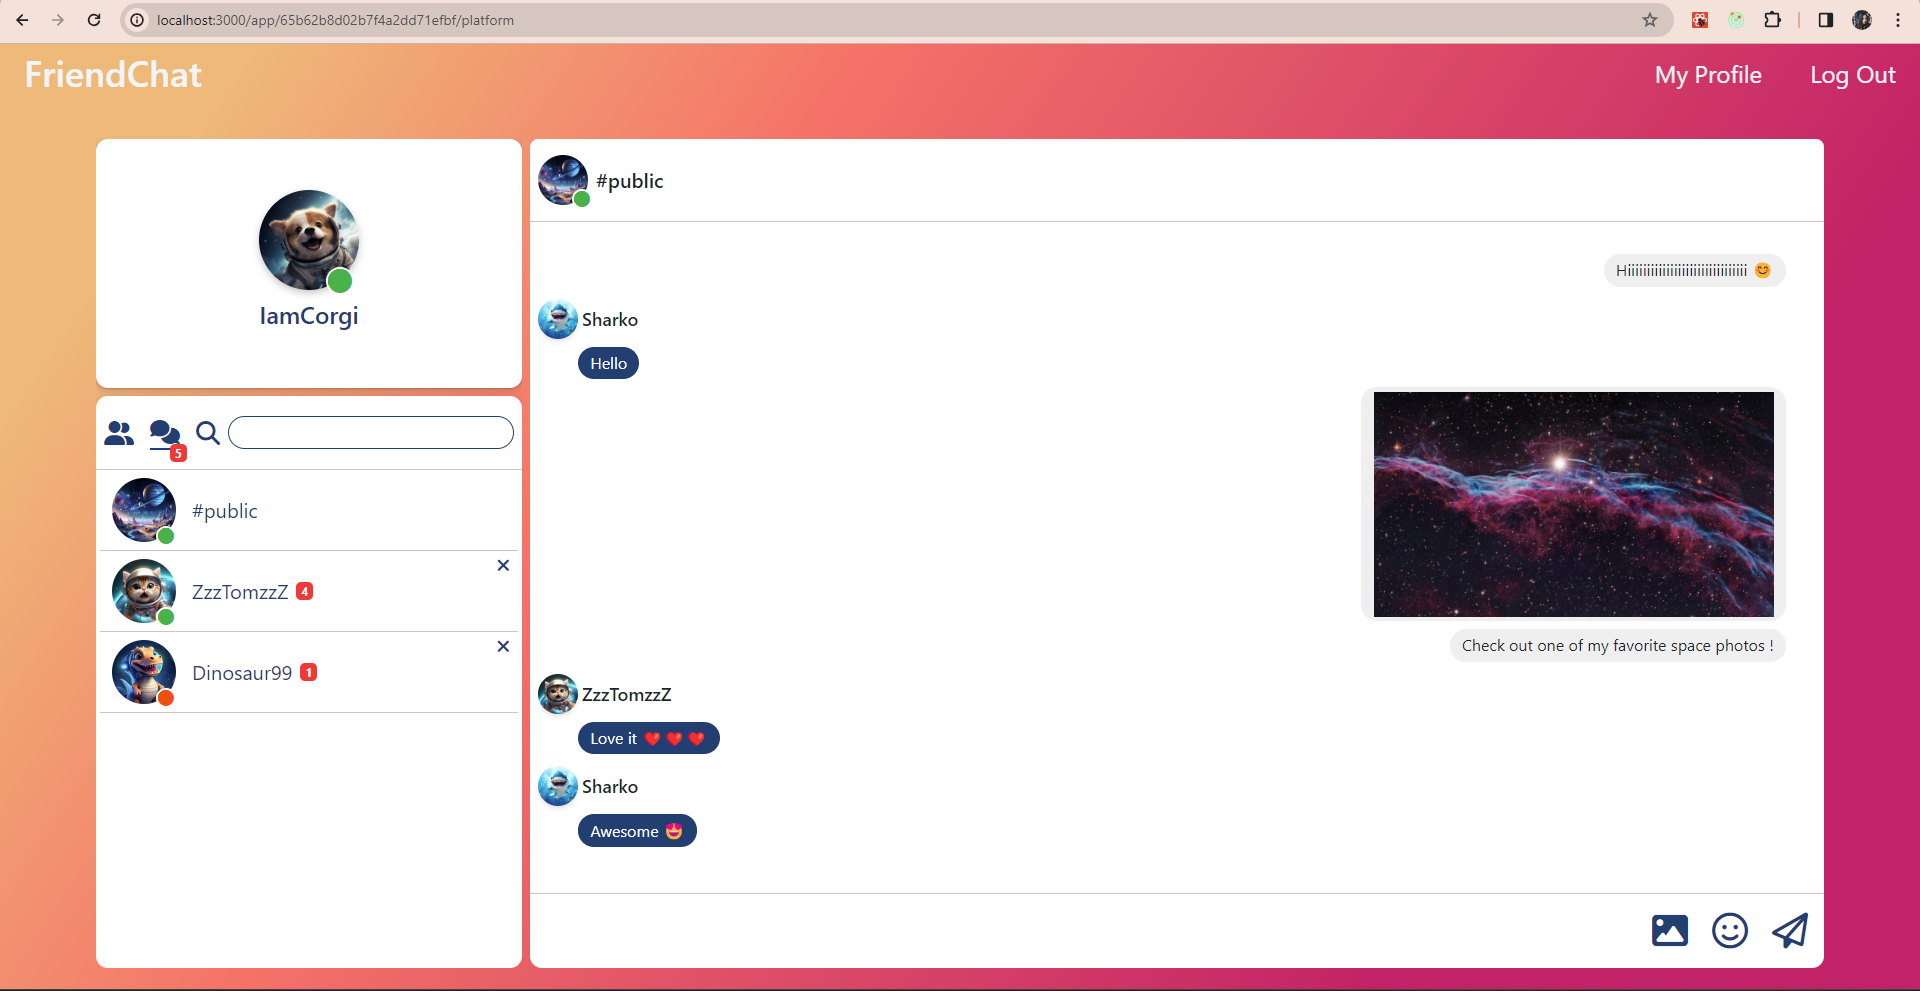 localhost:3000/app/65b62b8d02b7f4a2dd71efbf/platform
FriendChat
My Profile
Log Out
IamCorgi
5
#public
ZzzTomzzZ 4
Dinosaur99 1
#public
Hiiiiiiiiiiiiiiiiiiiiiiiiiiiiiii 😊
Sharko
Hello
Check out one of my favorite space photos !
ZzzTomzzZ
Love it ❤️ ❤️ ❤️
Sharko
Awesome 😍